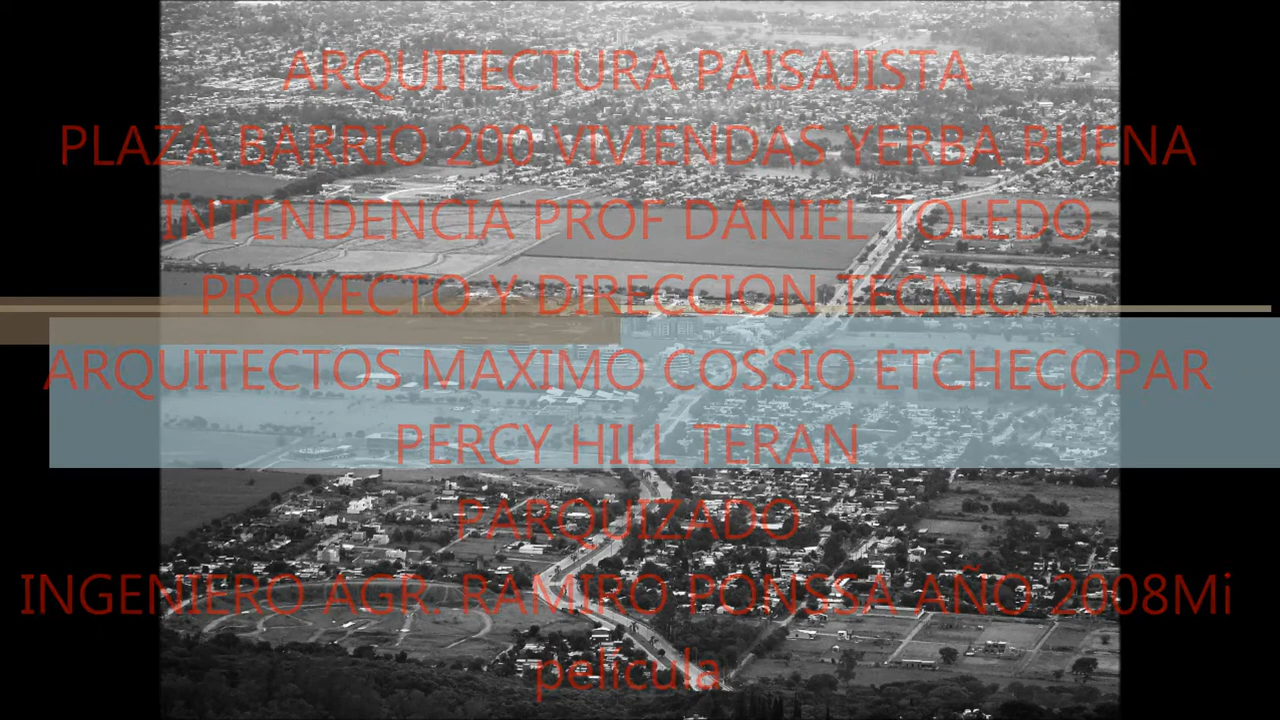 ARQUITECTURA PAISAJISTA
PLAZA BARRIO 200 VIVIENDAS YERBA BUENA
INTENDENCIA PROF DANIEL TOLEDO
PROYECTO Y DIRECCION TECNICA
ARQUITECTOS MAXIMO COSSIO ETCHECOPAR
PERCY HILL TERAN
PARQUIZADO
INGENIERO AGR. RAMIRO PONSSA AÑO 2008Mi
película